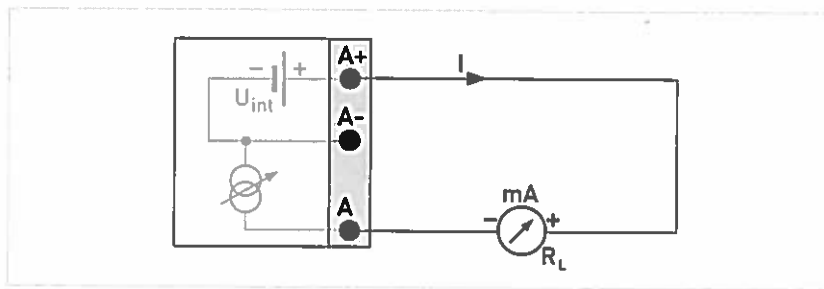 A+
I
- +
U_int
A-
A
mA
- +
R_L